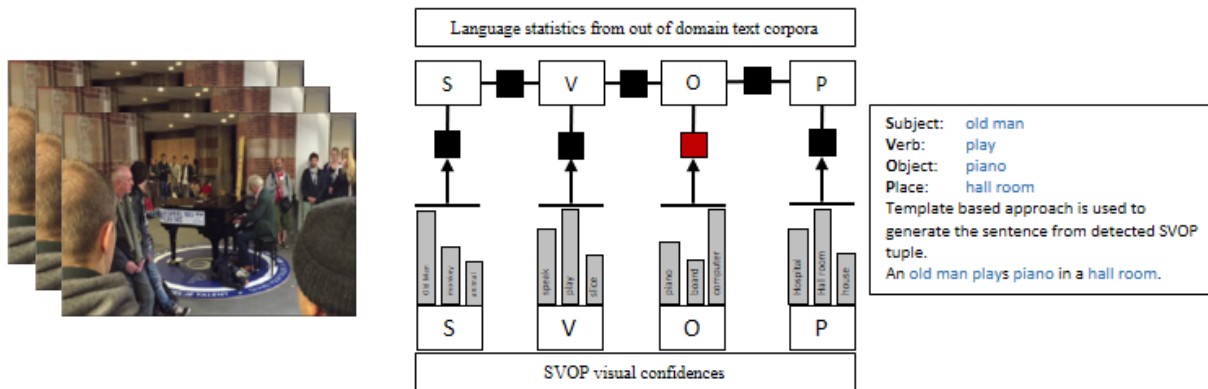 Language statistics from out of domain text corpora
S V O P
Subject: old man
Verb: play
Object: piano
Place: hall room
Template based approach is used to
generate the sentence from detected SVOP
tuple.
An old man plays piano in a hall room.
Old Man monkey animal
speak play slice
piano board computer
Hospital Hall room house
S V O P
SVOP visual confidences